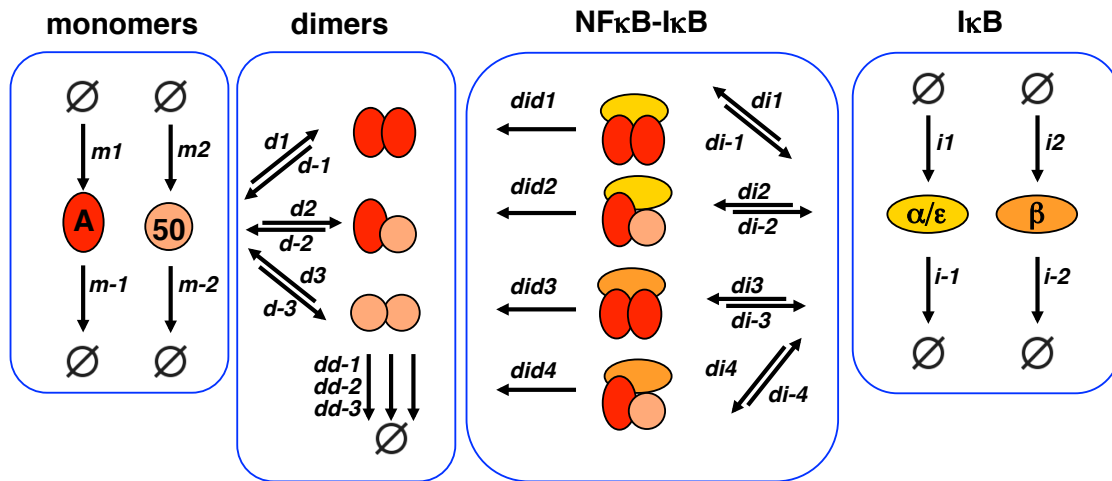 monomers
dimers
NFκB-IκB
IκB
∅ ∅
m1
m2
A
50
m-1
m-2
∅ ∅
d1
d-1
d2
d-2
d3
d-3
dd-1
dd-2
dd-3
∅
did1
did2
did3
did4
di1
di-1
di2
di-2
di3
di-3
di4
di-4
∅ ∅
i1
i2
α/ε
β
i-1
i-2
∅ ∅